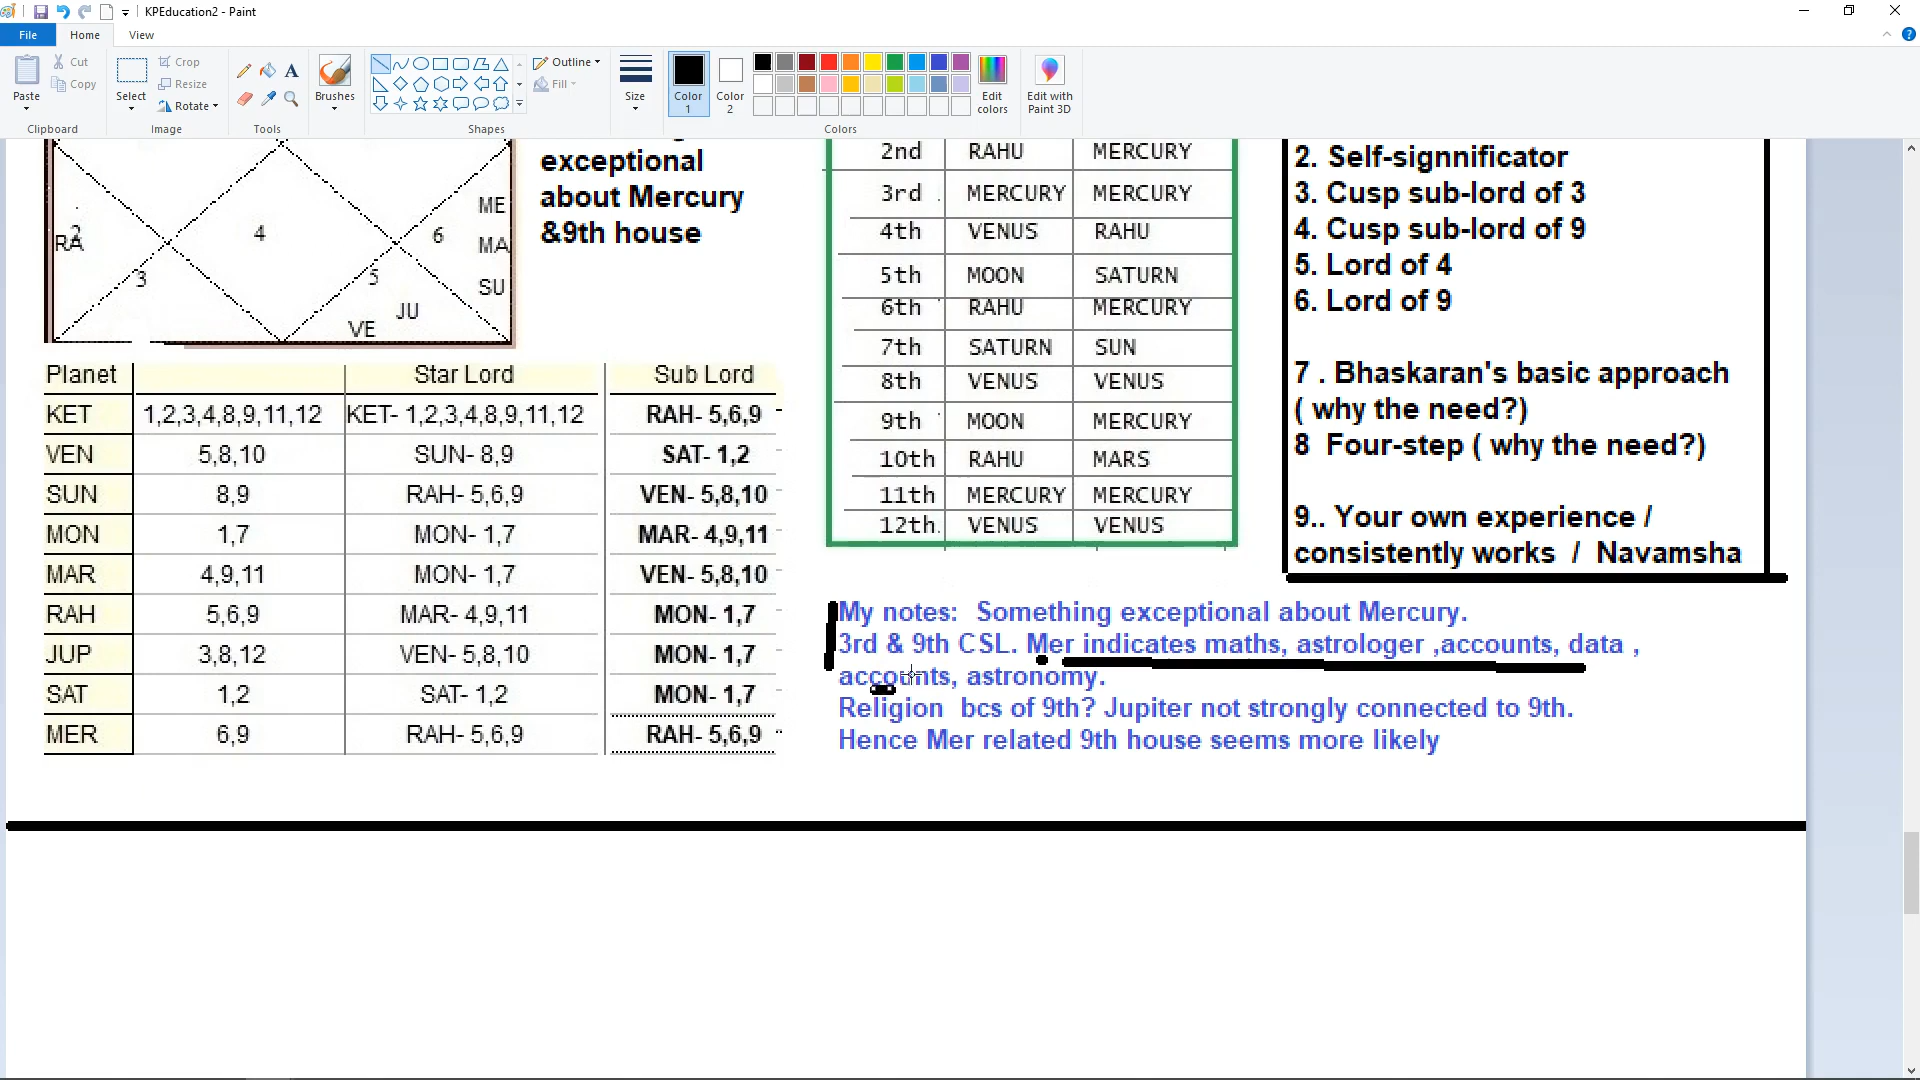 KPEducation2 - Paint
File Home View
Paste
Cut
Copy
Clipboard
Select
Crop
Resize
Rotate
Image
Tools
Brushes
Shapes
Outline
Fill
Size
Color 1
Color 2
Colors
Edit colors
Edit with Paint 3D
exceptional
about Mercury
&9th house
2
RA
3
4
5
6
ME
MA
SU
JU
VE
Planet Star Lord Sub Lord
KET 1,2,3,4,8,9,11,12 KET- 1,2,3,4,8,9,11,12 RAH- 5,6,9
VEN 5,8,10 SUN- 8,9 SAT- 1,2
SUN 8,9 RAH- 5,6,9 VEN- 5,8,10
MON 1,7 MON- 1,7 MAR- 4,9,11
MAR 4,9,11 MON- 1,7 VEN- 5,8,10
RAH 5,6,9 MAR- 4,9,11 MON- 1,7
JUP 3,8,12 VEN- 5,8,10 MON- 1,7
SAT 1,2 SAT- 1,2 MON- 1,7
MER 6,9 RAH- 5,6,9 RAH- 5,6,9
2nd RAHU MERCURY
3rd MERCURY MERCURY
4th VENUS RAHU
5th MOON SATURN
6th RAHU MERCURY
7th SATURN SUN
8th VENUS VENUS
9th MOON MERCURY
10th RAHU MARS
11th MERCURY MERCURY
12th VENUS VENUS
2. Self-signnificator
3. Cusp sub-lord of 3
4. Cusp sub-lord of 9
5. Lord of 4
6. Lord of 9
7 . Bhaskaran's basic approach
( why the need?)
8 Four-step ( why the need?)
9.. Your own experience /
consistently works / Navamsha
My notes: Something exceptional about Mercury.
3rd & 9th CSL. Mer indicates maths, astrologer ,accounts, data ,
accounts, astronomy.
Religion bcs of 9th? Jupiter not strongly connected to 9th.
Hence Mer related 9th house seems more likely